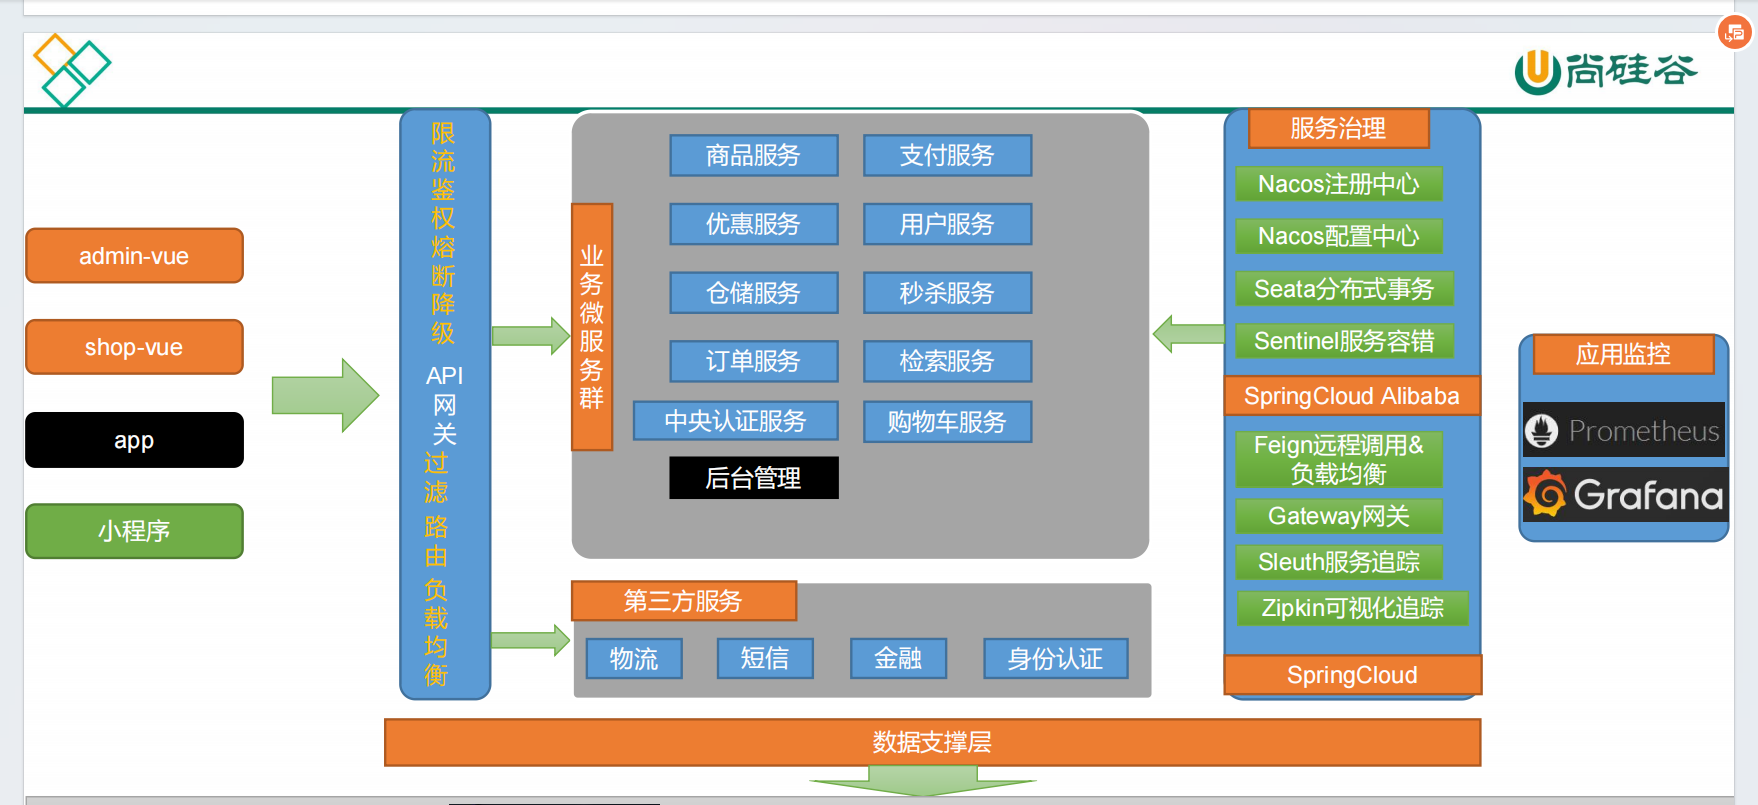 尚硅谷
admin-vue
shop-vue
app
小程序
限流鉴权熔断降级
API
网关
过滤
路由
负载均衡
业务微服务群
商品服务
支付服务
优惠服务
用户服务
仓储服务
秒杀服务
订单服务
检索服务
中央认证服务
购物车服务
后台管理
第三方服务
物流
短信
金融
身份认证
服务治理
Nacos注册中心
Nacos配置中心
Seata分布式事务
Sentinel服务容错
SpringCloud Alibaba
Feign远程调用&
负载均衡
Gateway网关
Sleuth服务追踪
Zipkin可视化追踪
SpringCloud
应用监控
Prometheus
Grafana
数据支撑层